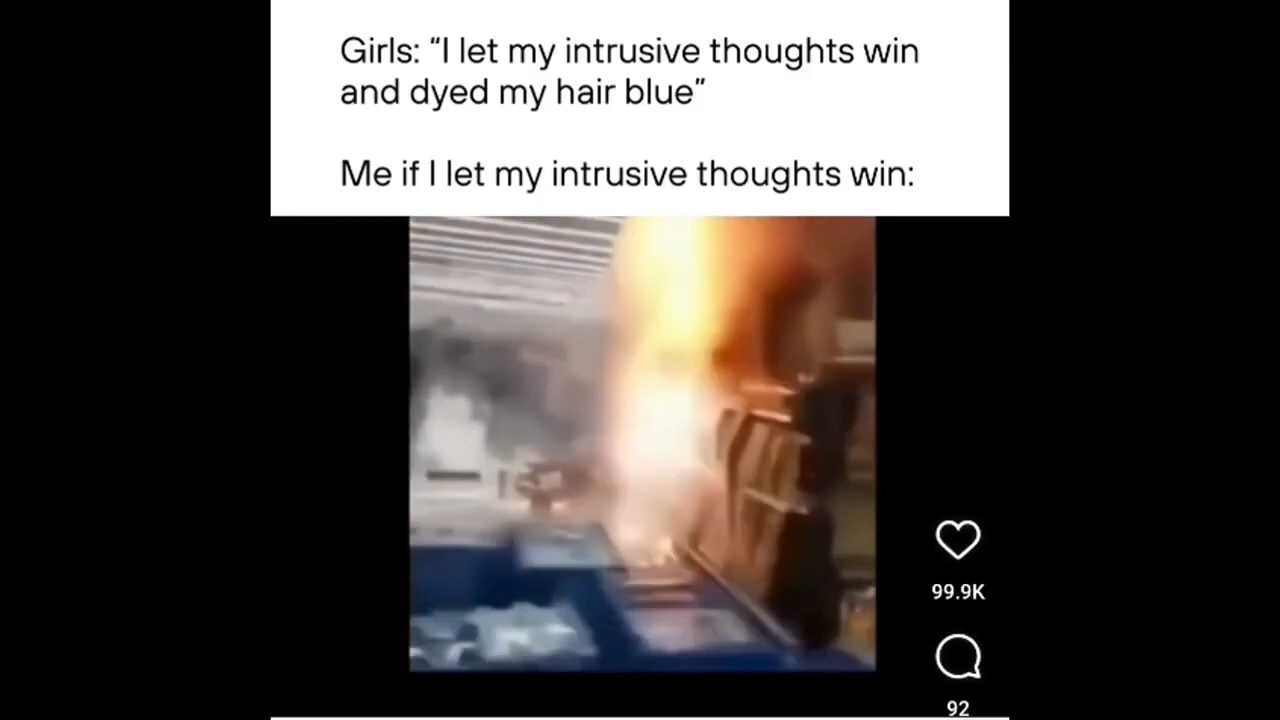 Girls: “I let my intrusive thoughts win
and dyed my hair blue”
Me if I let my intrusive thoughts win:
99.9K
92